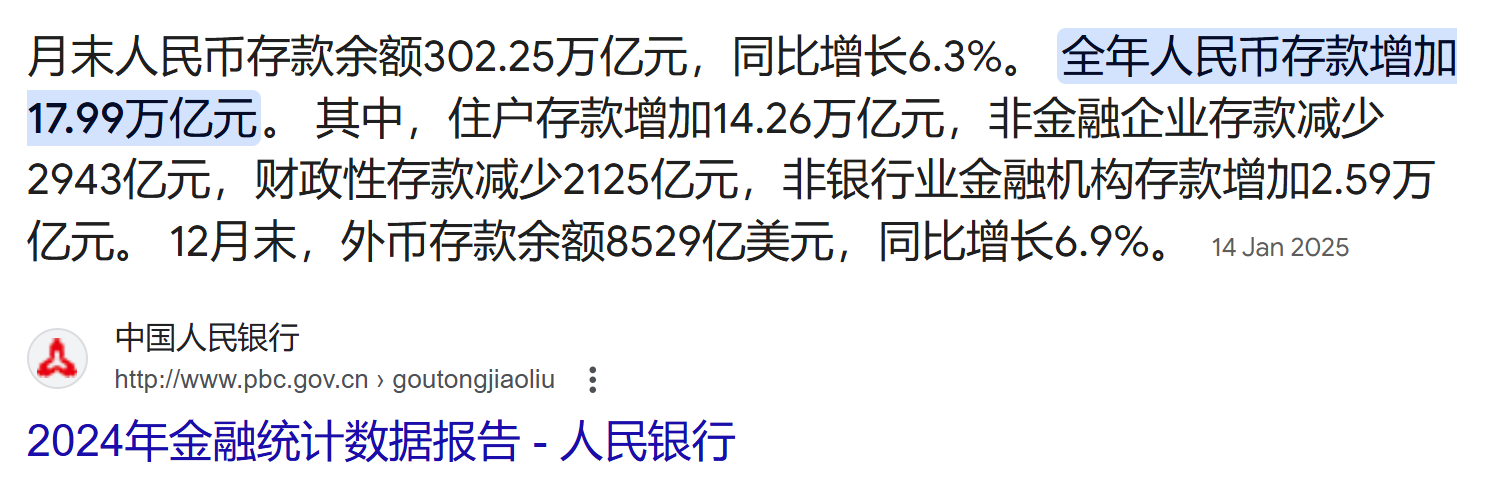 月末人民币存款余额302.25万亿元，同比增长6.3%。 全年人民币存款增加
17.99万亿元。 其中，住户存款增加14.26万亿元，非金融企业存款减少
2943亿元，财政性存款减少2125亿元，非银行业金融机构存款增加2.59万
亿元。 12月末，外币存款余额8529亿美元，同比增长6.9%。 14 Jan 2025
中国人民银行
http://www.pbc.gov.cn › goutongjiaoliu
2024年金融统计数据报告 - 人民银行